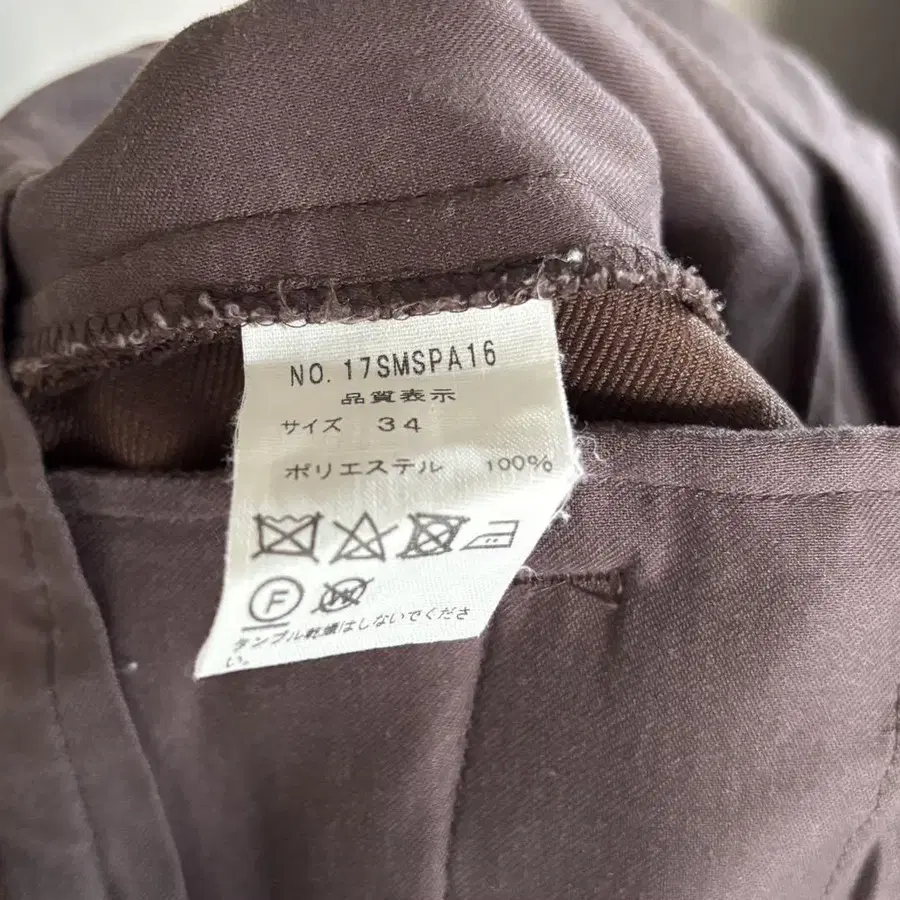 NO. 17SMSPA16
品質表示
サイズ 34
ポリエステル 100%
F W
タンブル乾燥はしないでくださ
い。